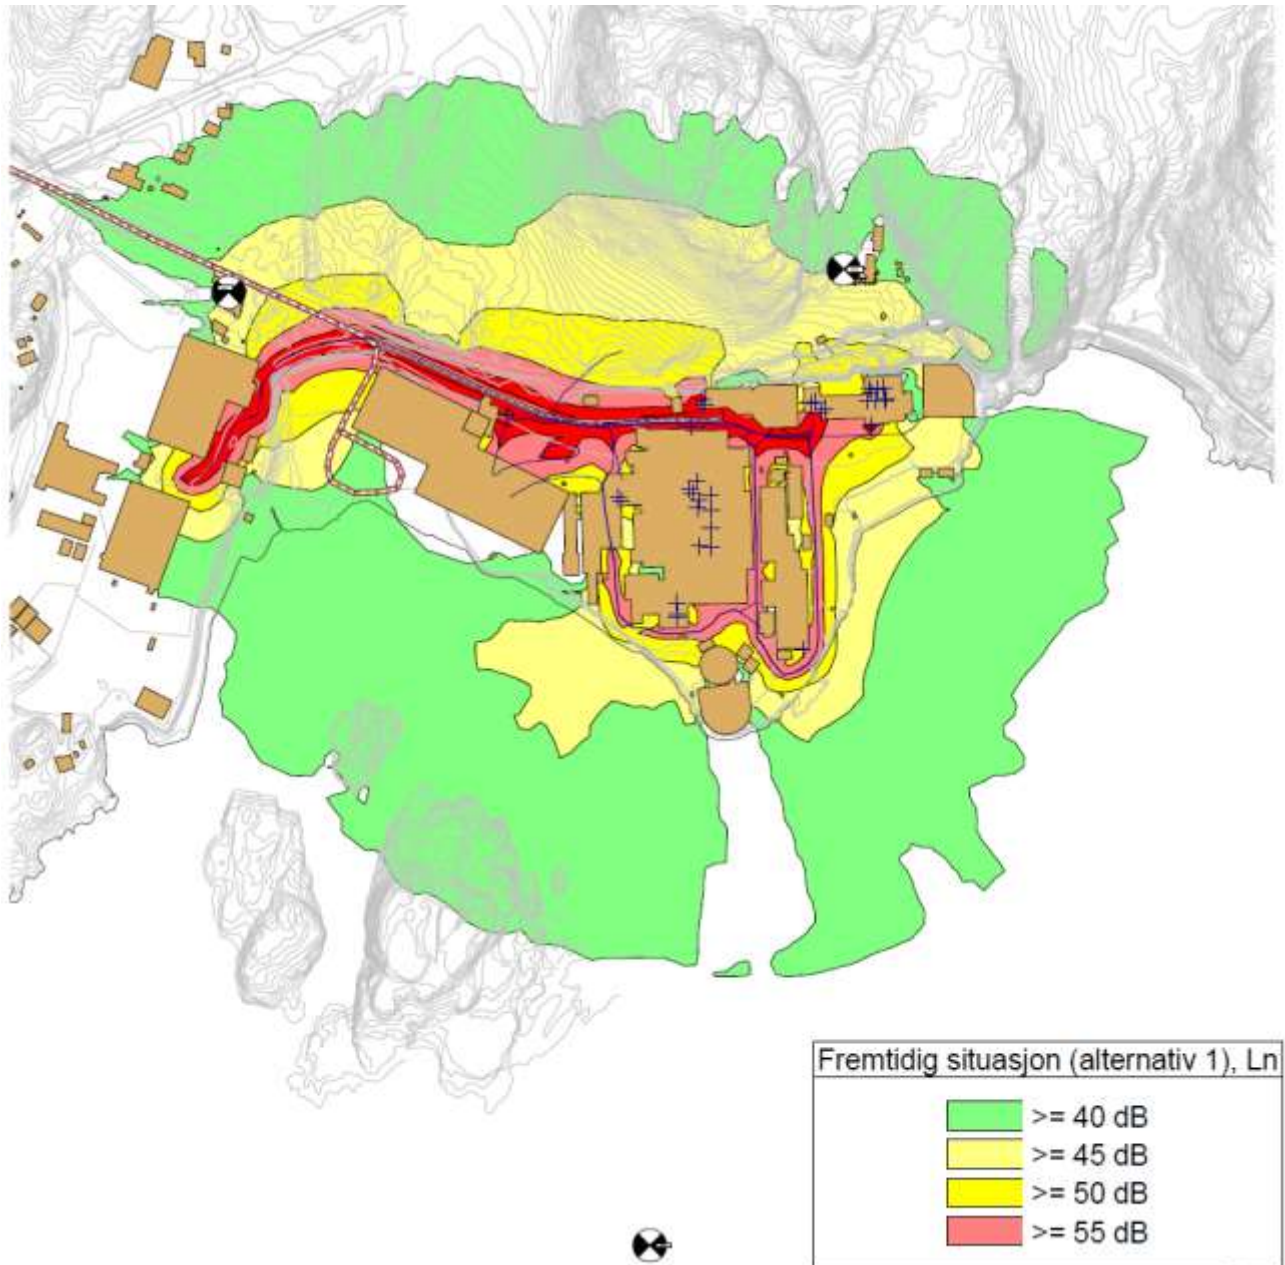 Fremtidig situasjon (alternativ 1), Ln
>= 40 dB
>= 45 dB
>= 50 dB
>= 55 dB